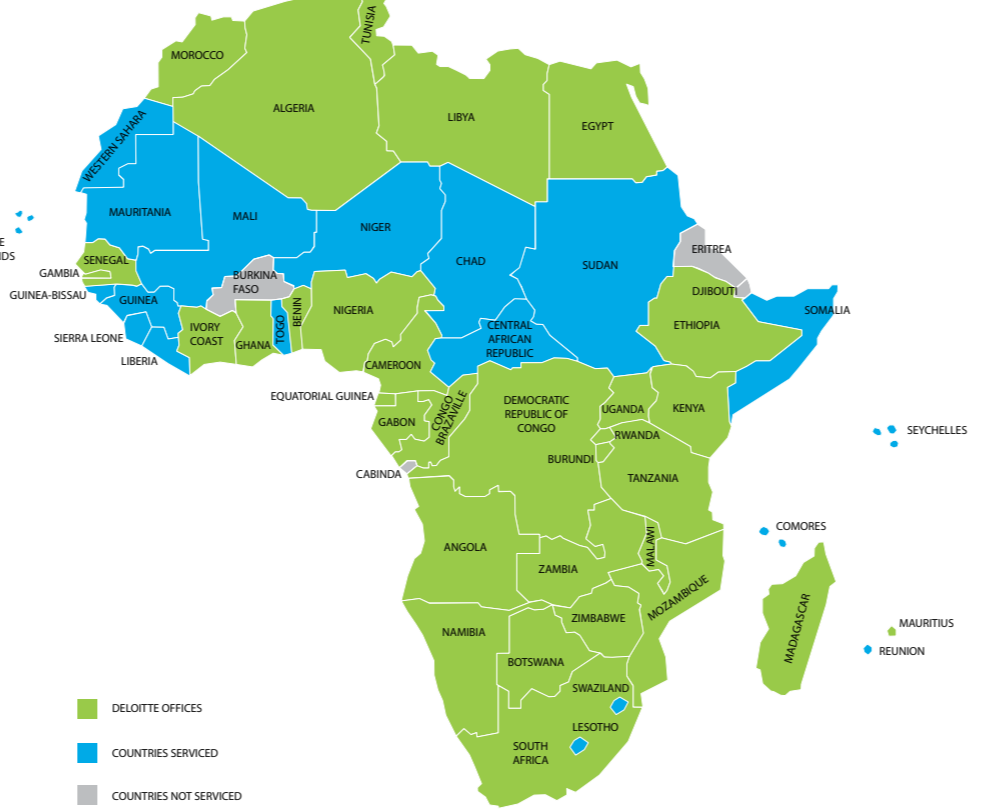 TUNISIA
MOROCCO
ALGERIA
LIBYA
EGYPT
WESTERN SAHARA
MAURITANIA
MALI
NIGER
CHAD
SUDAN
ERITREA
E
DS
SENEGAL
GAMBIA
GUINEA-BISSAU
GUINEA
BURKINA
FASO
DJIBOUTI
SOMALIA
NIGERIA
BENIN
TOGO
IVORY
COAST
GHANA
SIERRA LEONE
LIBERIA
CENTRAL
AFRICAN
REPUBLIC
ETHIOPIA
CAMEROON
EQUATORIAL GUINEA
GABON
CONGO
BRAZAVILLE
DEMOCRATIC
REPUBLIC OF
CONGO
UGANDA
KENYA
RWANDA
BURUNDI
SEYCHELLES
CABINDA
TANZANIA
COMORES
ANGOLA
ZAMBIA
MALAWI
MOZAMBIQUE
MADAGASCAR
MAURITIUS
REUNION
NAMIBIA
ZIMBABWE
BOTSWANA
SWAZILAND
LESOTHO
SOUTH
AFRICA
DELOITTE OFFICES
COUNTRIES SERVICED
COUNTRIES NOT SERVICED